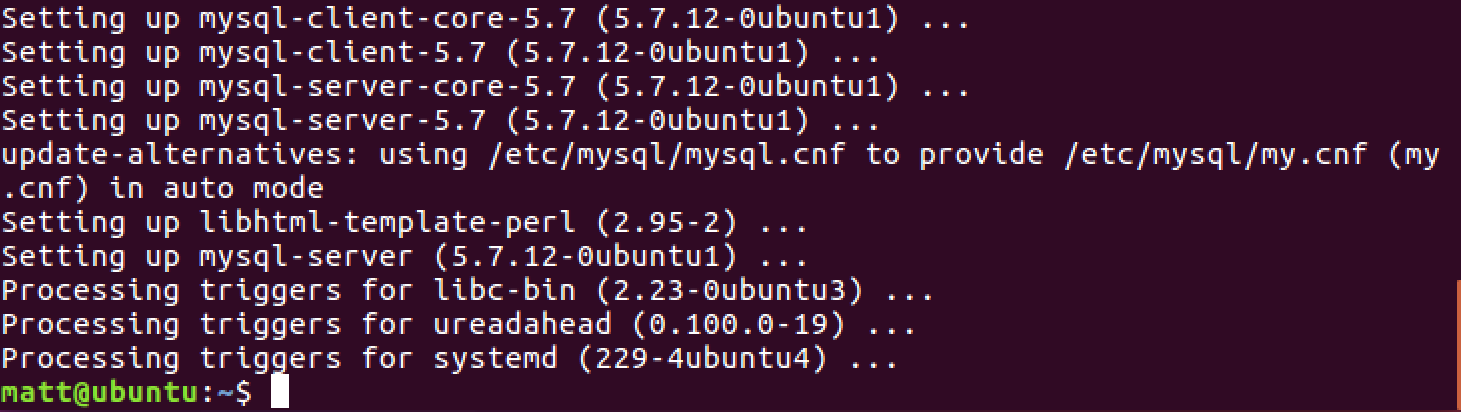 Setting up mysql-client-core-5.7 (5.7.12-0ubuntu1) ...
Setting up mysql-client-5.7 (5.7.12-0ubuntu1) ...
Setting up mysql-server-core-5.7 (5.7.12-0ubuntu1) ...
Setting up mysql-server-5.7 (5.7.12-0ubuntu1) ...
update-alternatives: using /etc/mysql/mysql.cnf to provide /etc/mysql/my.cnf (my
.cnf) in auto mode
Setting up libhtml-template-perl (2.95-2) ...
Setting up mysql-server (5.7.12-0ubuntu1) ...
Processing triggers for libc-bin (2.23-0ubuntu3) ...
Processing triggers for ureadahead (0.100.0-19) ...
Processing triggers for systemd (229-4ubuntu4) ...
matt@ubuntu:~$